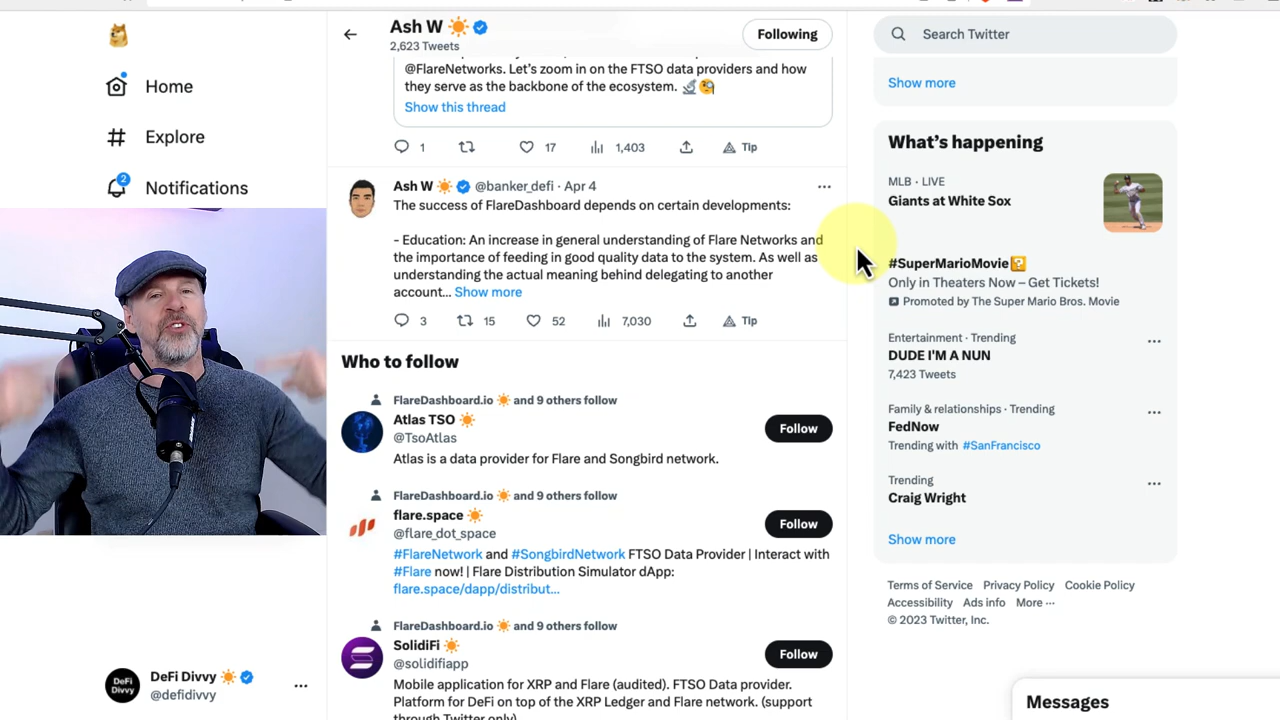 Home
Explore
2
Notifications
DeFi
Divvy
DeFi Divvy
@defidivvy
Ash W
2,623 Tweets
Following
@FlareNetworks. Let's zoom in on the FTSO data providers and how
they serve as the backbone of the ecosystem.
Show this thread
1
17
1,403
Tip
Ash W @banker_defi · Apr 4
The success of FlareDashboard depends on certain developments:
- Education: An increase in general understanding of Flare Networks and
the importance of feeding in good quality data to the system. As well as
understanding the actual meaning behind delegating to another
account... Show more
3
15
52
7,030
Tip
Who to follow
FlareDashboard.io and 9 others follow
Atlas TSO
@TsoAtlas
Follow
Atlas is a data provider for Flare and Songbird network.
FlareDashboard.io and 9 others follow
flare.space
@flare_dot_space
Follow
#FlareNetwork and #SongbirdNetwork FTSO Data Provider | Interact with
#Flare now! | Flare Distribution Simulator dApp:
flare.space/dapp/distribut...
FlareDashboard.io and 9 others follow
SolidiFi
@solidifiapp
Follow
Mobile application for XRP and Flare (audited). FTSO Data provider.
Platform for DeFi on top of the XRP Ledger and Flare network. (support
through Twitter only)
Search Twitter
Show more
What's happening
MLB · LIVE
Giants at White Sox
#SuperMarioMovie
Only in Theaters Now – Get Tickets!
Promoted by The Super Mario Bros. Movie
Entertainment · Trending
DUDE I'M A NUN
7,423 Tweets
Family & relationships · Trending
FedNow
Trending with #SanFrancisco
Trending
Craig Wright
Show more
Terms of Service Privacy Policy Cookie Policy
Accessibility Ads info More ···
© 2023 Twitter, Inc.
Messages